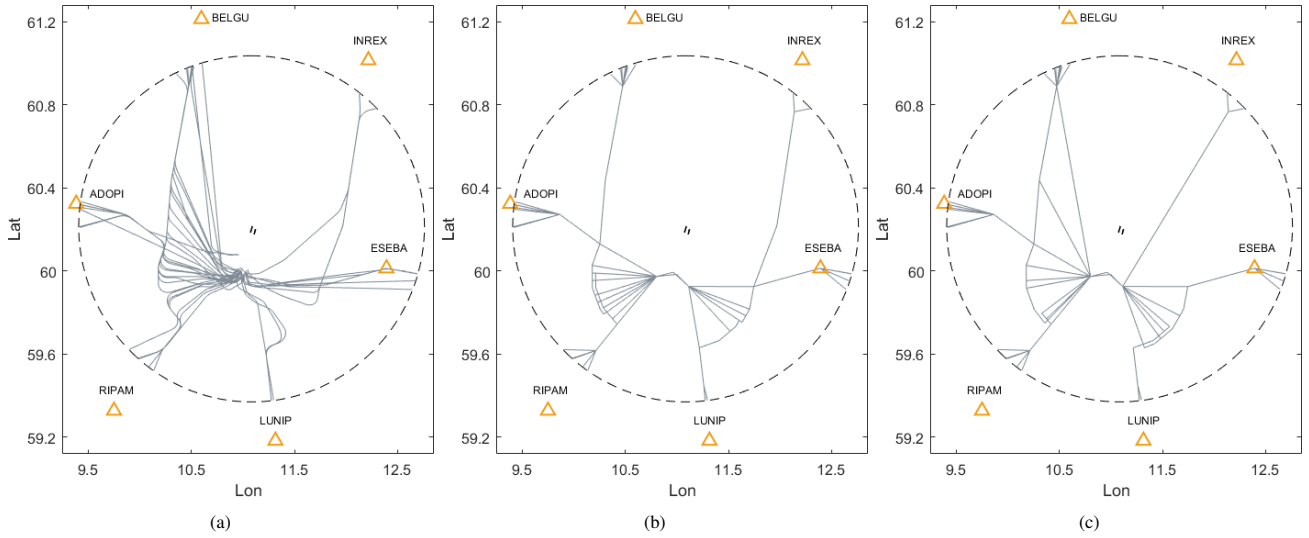 61.2
60.8
60.4
60
59.6
59.2
Lat
BELGU
INREX
ADOPI
ESEBA
RIPAM
LUNIP
9.5 10.5 11.5 12.5
Lon
(a)
61.2
60.8
60.4
60
59.6
59.2
Lat
BELGU
INREX
ADOPI
ESEBA
RIPAM
LUNIP
9.5 10.5 11.5 12.5
Lon
(b)
61.2
60.8
60.4
60
59.6
59.2
Lat
BELGU
INREX
ADOPI
ESEBA
RIPAM
LUNIP
9.5 10.5 11.5 12.5
Lon
(c)